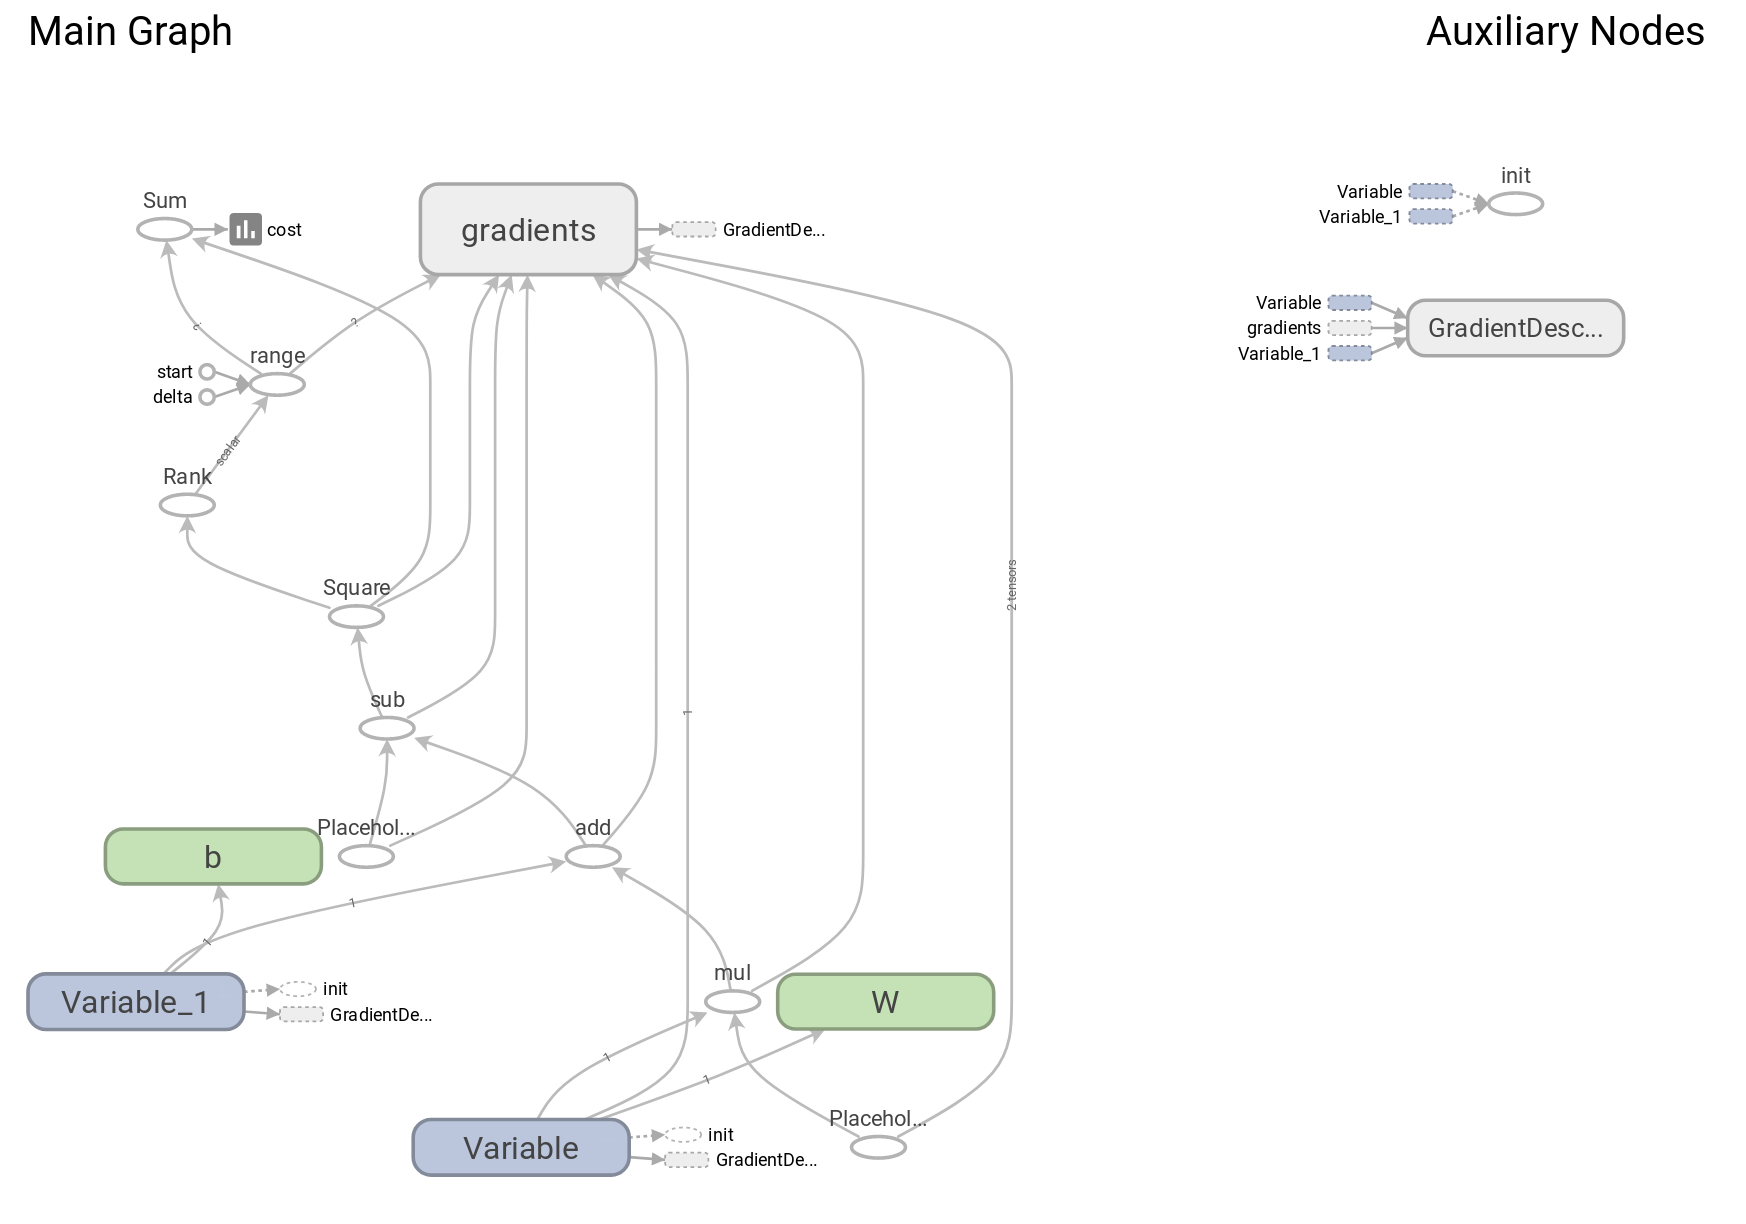 Main Graph
Auxiliary Nodes
Sum
cost
gradients
GradientDe...
init
Variable
Variable_1
Variable
gradients
Variable_1
GradientDesc...
?
range
start
delta
scalar
Rank
Square
2 tensors
sub
1
b
Placehol...
add
1
1
Variable_1
init
GradientDe...
mul
W
1
1
Placehol...
Variable
init
GradientDe...